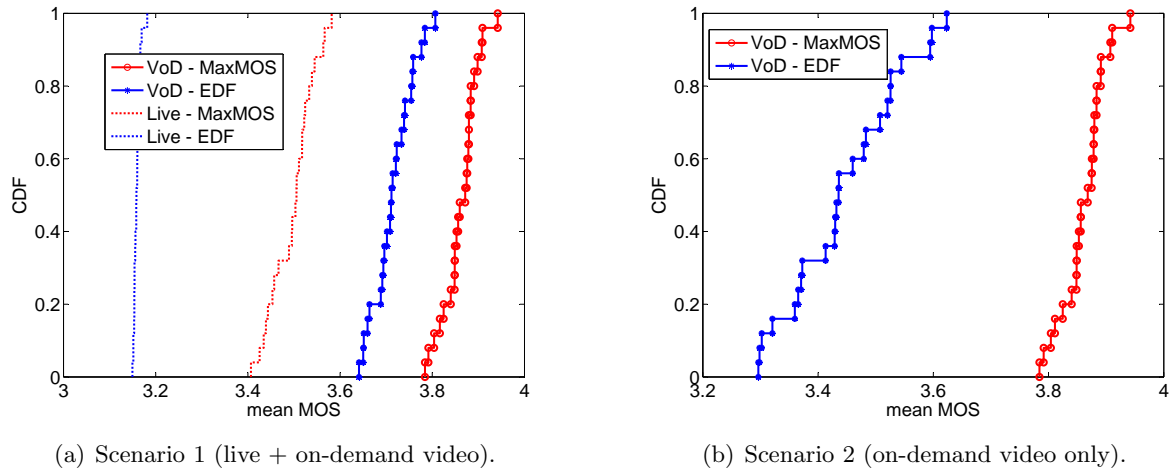 1
0.8
0.6
0.4
0.2
0
CDF
VoD - MaxMOS
VoD - EDF
Live - MaxMOS
Live - EDF
3 3.2 3.4 3.6 3.8 4
mean MOS
(a) Scenario 1 (live + on-demand video).
1
0.8
0.6
0.4
0.2
0
CDF
VoD - MaxMOS
VoD - EDF
3.2 3.4 3.6 3.8 4
mean MOS
(b) Scenario 2 (on-demand video only).